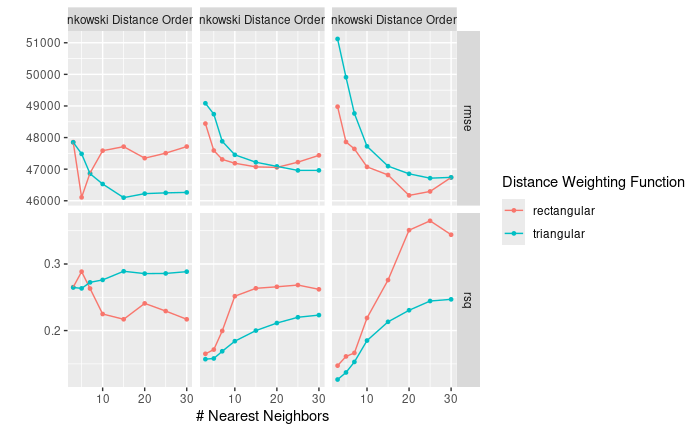 nkowski Distance Order nkowski Distance Order nkowski Distance Order
51000
50000
49000
48000
47000
46000
rmse
0.3
0.2
rsq
10 20 30 10 20 30 10 20 30
# Nearest Neighbors
Distance Weighting Function
rectangular
triangular